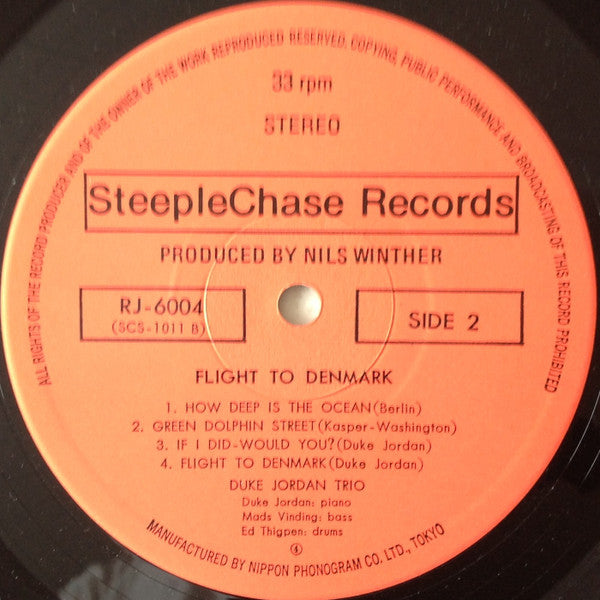 ALL RIGHTS OF THE RECORD PRODUCER AND OF THE OWNER OF THE WORK REPRODUCED RESERVED. COPYING, PUBLIC PERFORMANCE AND BROADCASTING OF THIS RECORD PROHIBITED
33 rpm
STEREO
SteepleChase Records
PRODUCED BY NILS WINTHER
RJ-6004
(SCS-1011 B)
SIDE 2
FLIGHT TO DENMARK
1. HOW DEEP IS THE OCEAN(Berlin)
2. GREEN DOLPHIN STREET(Kasper-Washington)
3. IF I DID-WOULD YOU?(Duke Jordan)
4. FLIGHT TO DENMARK(Duke Jordan)
DUKE JORDAN TRIO
Duke Jordan: piano
Mads Vinding: bass
Ed Thigpen: drums
MANUFACTURED BY NIPPON PHONOGRAM CO. LTD., TOKYO